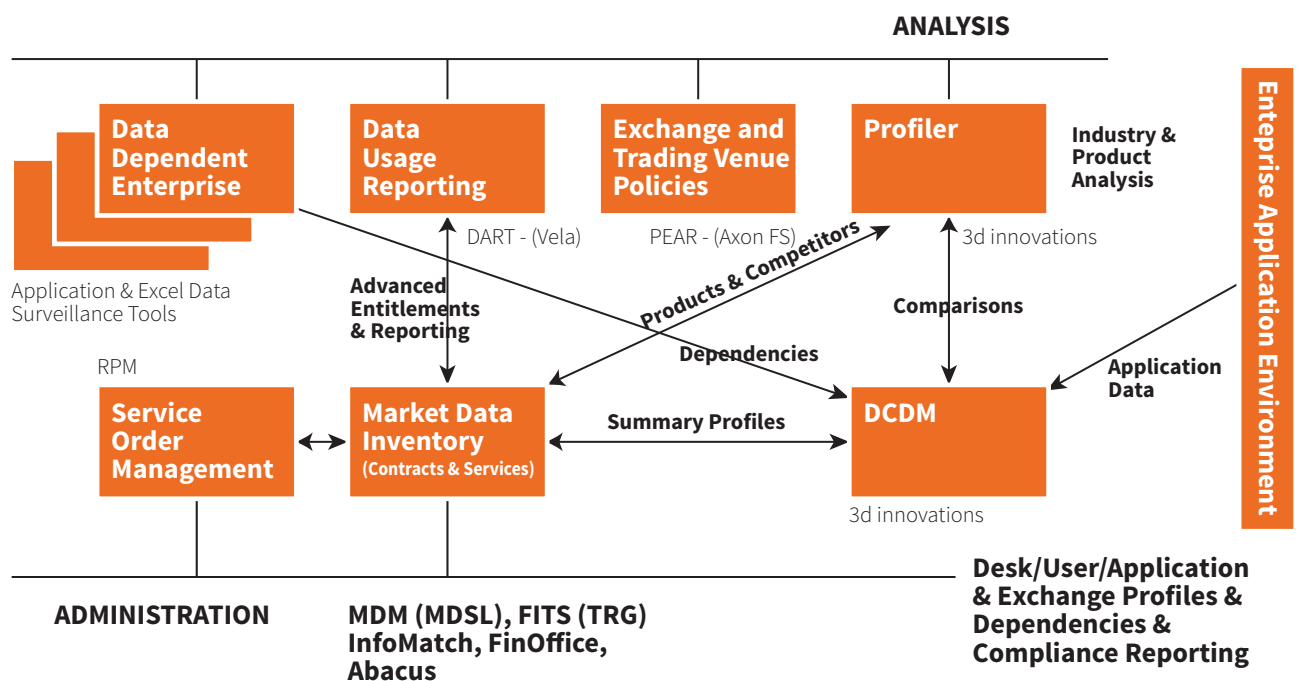 ANALYSIS
Data
Dependent
Enterprise
Data
Usage
Reporting
Exchange and
Trading Venue
Policies
Profiler
Industry &
Product
Analysis
Enteprise Application Environment
DART - (Vela)
PEAR - (Axon FS)
3d innovations
Application & Excel Data
Surveillance Tools
Advanced
Entitlements
& Reporting
Products & Competitors
Comparisons
Dependencies
Application
Data
RPM
Service
Order
Management
Market Data
Inventory
(Contracts & Services)
Summary Profiles
DCDM
3d innovations
ADMINISTRATION
MDM (MDSL), FITS (TRG)
InfoMatch, FinOffice,
Abacus
Desk/User/Application
& Exchange Profiles &
Dependencies &
Compliance Reporting